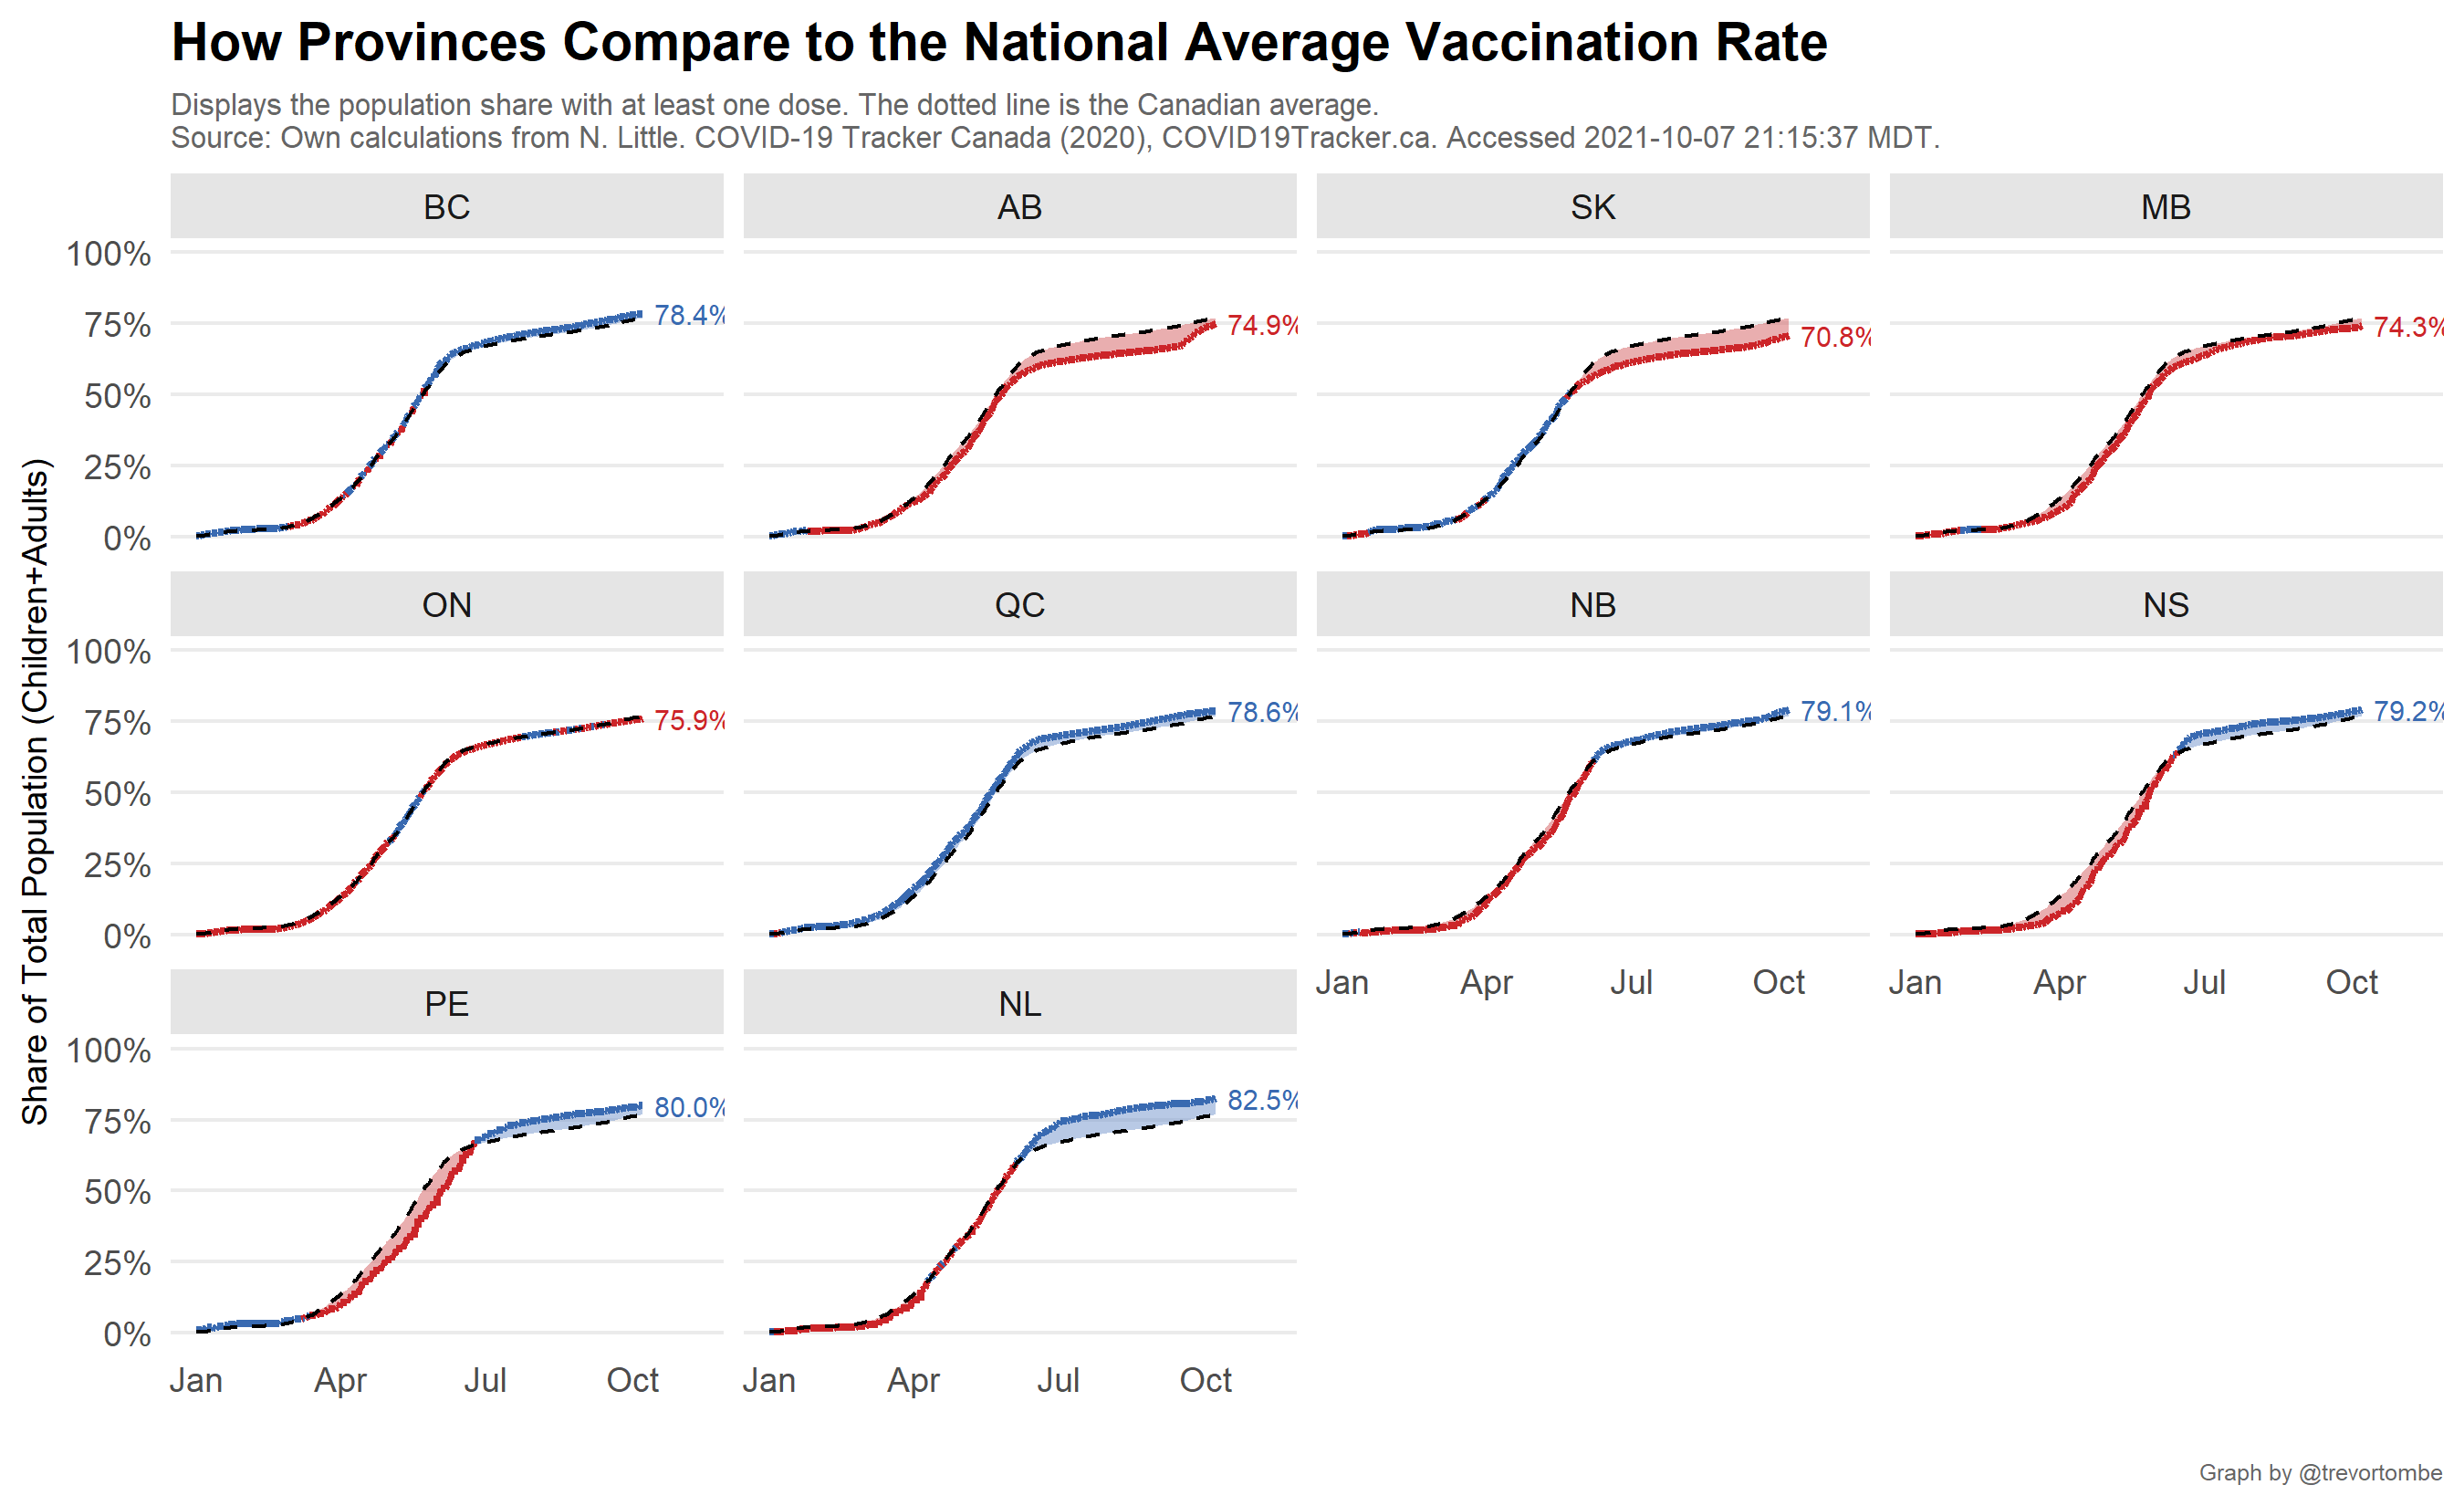 How Provinces Compare to the National Average Vaccination Rate
Displays the population share with at least one dose. The dotted line is the Canadian average.
Source: Own calculations from N. Little. COVID-19 Tracker Canada (2020), COVID19Tracker.ca. Accessed 2021-10-07 21:15:37 MDT.
Share of Total Population (Children+Adults)
BC
AB
SK
MB
100%
75%
50%
25%
0%
78.4%
74.9%
70.8%
74.3%
ON
QC
NB
NS
100%
75%
50%
25%
0%
75.9%
78.6%
79.1%
79.2%
Jan Apr Jul Oct
Jan Apr Jul Oct
PE
NL
100%
75%
50%
25%
0%
80.0%
82.5%
Jan Apr Jul Oct
Jan Apr Jul Oct
Graph by @trevortombe